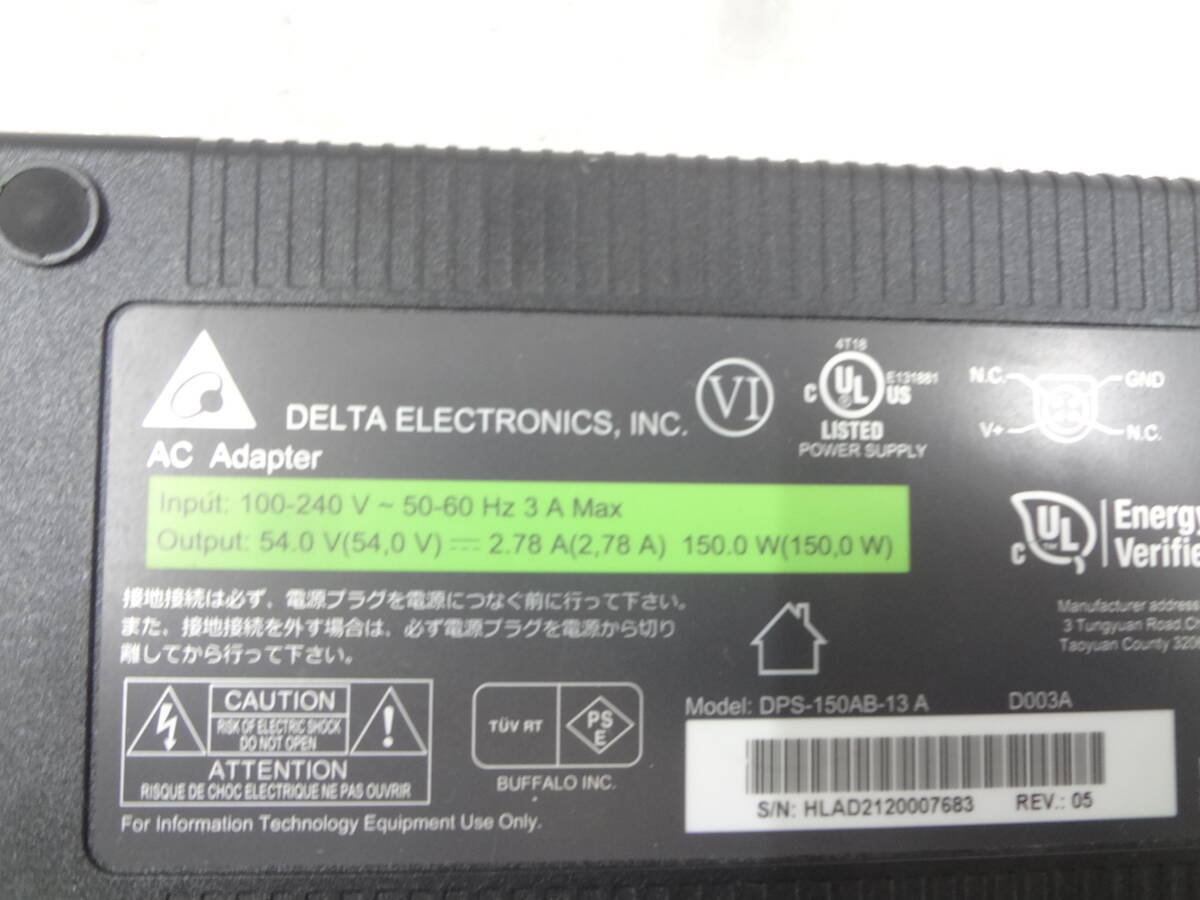 DELTA ELECTRONICS, INC.
VI
4T18
C UL US
E131881
LISTED
POWER SUPPLY
N.C.
GND
V+
N.C.
AC Adapter
Input: 100-240 V ~ 50-60 Hz 3 A Max
Output: 54.0 V(54,0 V) ⎓ 2.78 A(2,78 A) 150.0 W(150,0 W)
C UL
Energy
Verifie
接地接続は必ず、電源プラグを電源につなぐ前に行って下さい。
また、接地接続を外す場合は、必ず電源プラグを電源から切り
離してから行って下さい。
Manufacturer address
3 Tungyuan Road,
Taoyuan County 320
CAUTION
RISK OF ELECTRIC SHOCK
DO NOT OPEN
ATTENTION
RISQUE DE CHOC ELECTRIQUE NE PAS OUVRIR
TÜV RT
PS
E
BUFFALO INC.
For Information Technology Equipment Use Only.
Model: DPS-150AB-13 A
D003A
S/N: HLAD2120007683
REV.: 05